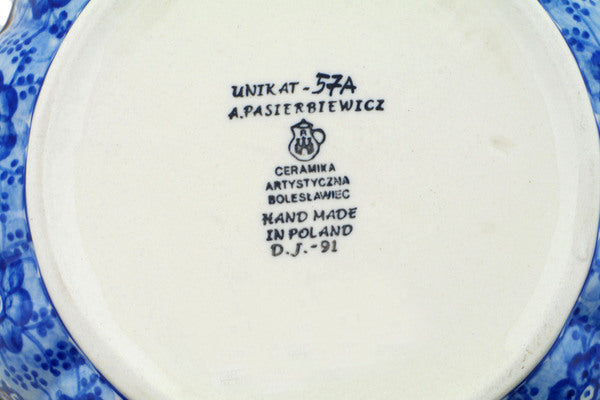 UNIKAT-57A
A.PASIERBIEWICZ
CERAMIKA
ARTYSTYCZNA
BOLESŁAWIEC
HAND MADE
IN POLAND
D.J.-91